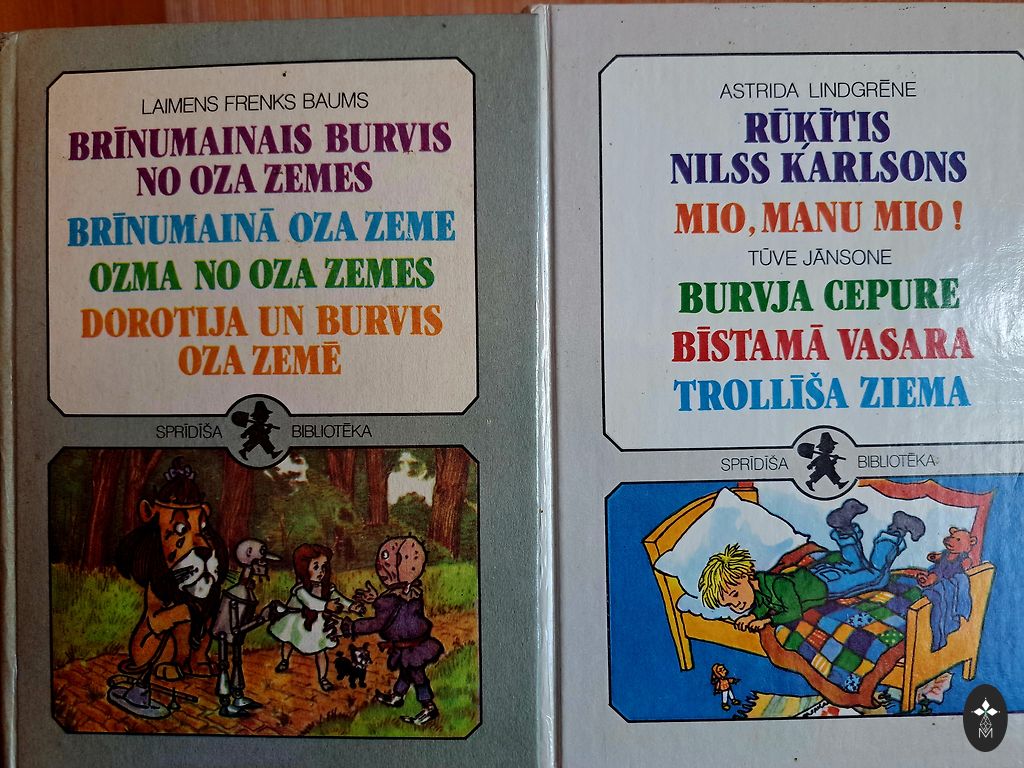 LAIMENS FRENKS BAUMS
BRĪNUMAINAIS BURVIS
NO OZA ZEMES
BRĪNUMAINĀ OZA ZEME
OZMA NO OZA ZEMES
DOROTIJA UN BURVIS
OZA ZEMĒ
SPRĪDĪŠA BIBLIOTĒKA
ASTRIDA LINDGRĒNE
RŪĶĪTIS
NILSS KARLSONS
MIO, MANU MIO!
TŪVE JĀNSONE
BURVJA CEPURE
BĪSTAMĀ VASARA
TROLLĪŠA ZIEMA
SPRĪDĪŠA BIBLIOTĒKA
M